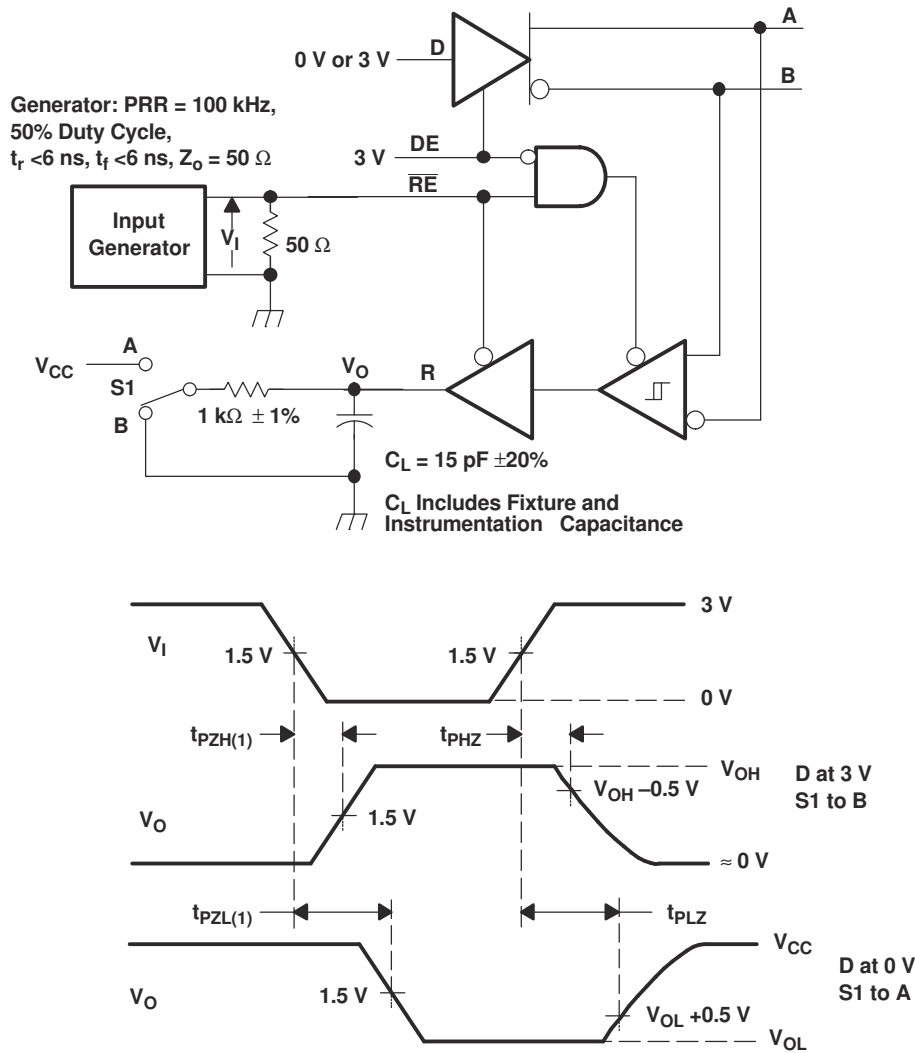 A
D
0 V or 3 V
B
Generator: PRR = 100 kHz,
50% Duty Cycle,
t_r <6 ns, t_f <6 ns, Z_o = 50 Ω
DE
3 V
R̅E̅
Input
Generator
V_I
50 Ω
A
V_CC
S1
B
1 kΩ ± 1%
V_O
R
C_L = 15 pF ±20%
C_L Includes Fixture and
Instrumentation Capacitance
3 V
V_I
1.5 V
1.5 V
0 V
t_PZH(1)
t_PHZ
V_OH
D at 3 V
S1 to B
V_OH –0.5 V
V_O
1.5 V
≈ 0 V
t_PZL(1)
t_PLZ
V_CC
D at 0 V
S1 to A
V_O
1.5 V
V_OL +0.5 V
V_OL